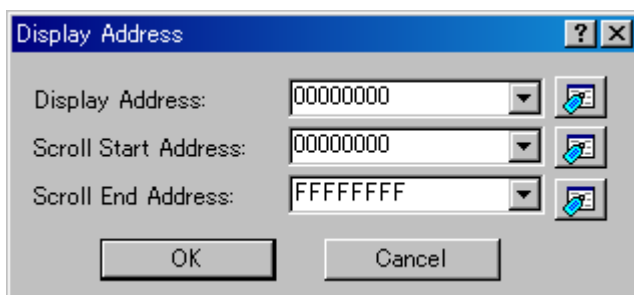 Display Address
Display Address: 00000000
Scroll Start Address: 00000000
Scroll End Address: FFFFFFFF
OK Cancel